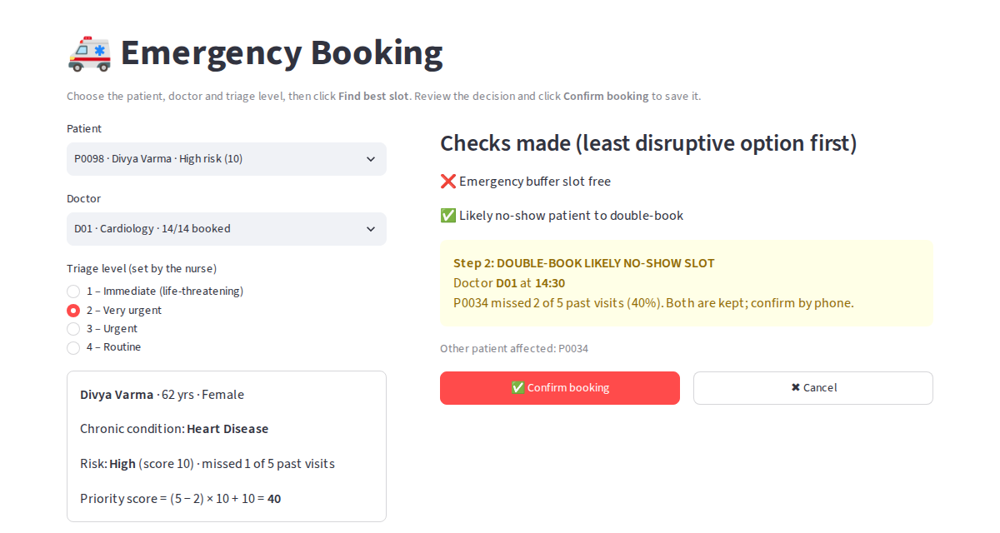 🚑 Emergency Booking
Choose the patient, doctor and triage level, then click Find best slot. Review the decision and click Confirm booking to save it.
Patient
P0098 · Divya Varma · High risk (10)
Doctor
D01 · Cardiology · 14/14 booked
Triage level (set by the nurse)
1 – Immediate (life-threatening)
2 – Very urgent
3 – Urgent
4 – Routine
Divya Varma · 62 yrs · Female
Chronic condition: Heart Disease
Risk: High (score 10) · missed 1 of 5 past visits
Priority score = (5 − 2) × 10 + 10 = 40
Checks made (least disruptive option first)
❌ Emergency buffer slot free
✅ Likely no-show patient to double-book
Step 2: DOUBLE-BOOK LIKELY NO-SHOW SLOT
Doctor D01 at 14:30
P0034 missed 2 of 5 past visits (40%). Both are kept; confirm by phone.
Other patient affected: P0034
✅ Confirm booking
✖ Cancel